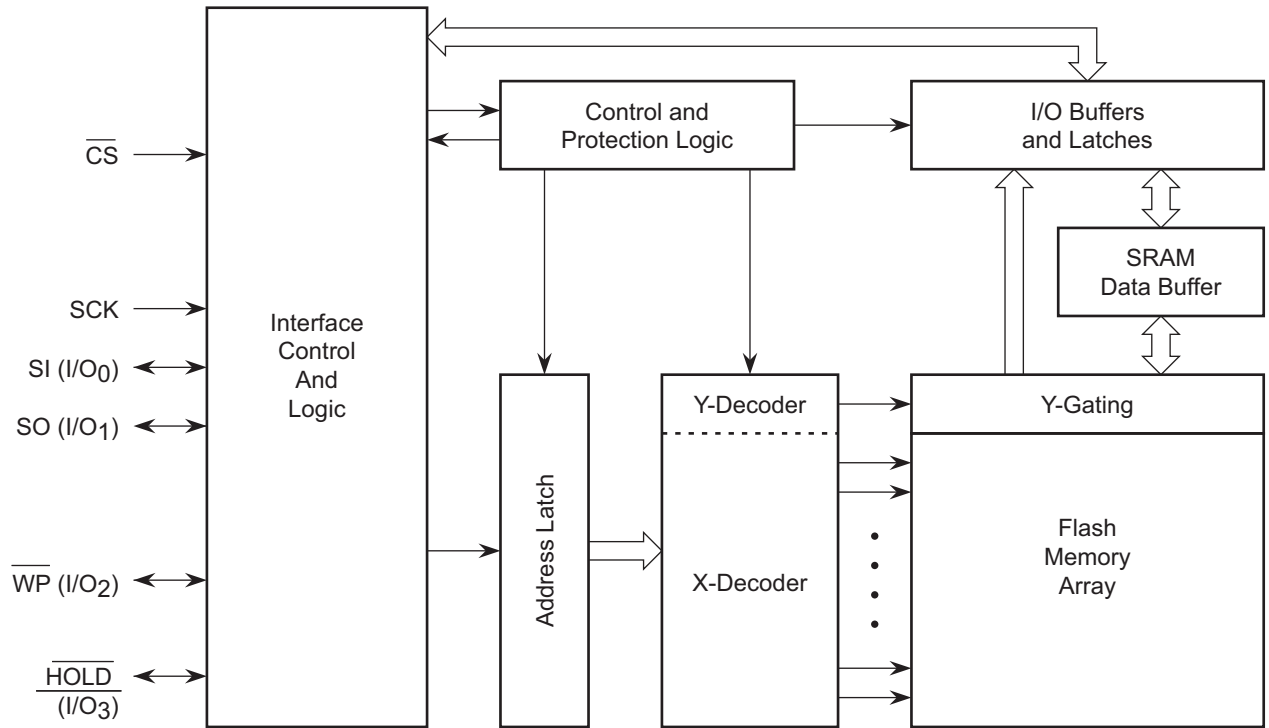 CS
SCK
SI (I/O0)
SO (I/O1)
WP (I/O2)
HOLD
(I/O3)
Interface
Control
And
Logic
Control and
Protection Logic
I/O Buffers
and Latches
SRAM
Data Buffer
Address Latch
Y-Decoder
X-Decoder
Y-Gating
Flash
Memory
Array